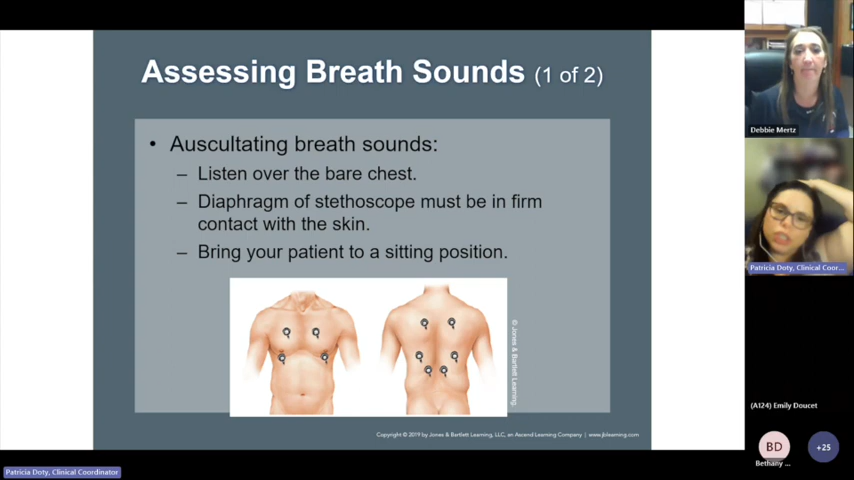 Assessing Breath Sounds (1 of 2)
• Auscultating breath sounds:
– Listen over the bare chest.
– Diaphragm of stethoscope must be in firm
contact with the skin.
– Bring your patient to a sitting position.
© Jones & Bartlett Learning.
Copyright © 2019 by Jones & Bartlett Learning, LLC, an Ascend Learning Company | www.jblearning.com
Debbie Mertz
Patricia Doty, Clinical Coor...
(A124) Emily Doucet
BD
Bethany ...
+25
Patricia Doty, Clinical Coordinator